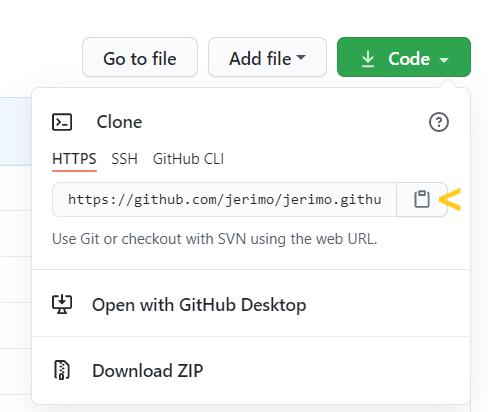 Go to file Add file Code
Clone
HTTPS SSH GitHub CLI
https://github.com/jerimo/jerimo.githu
Use Git or checkout with SVN using the web URL.
Open with GitHub Desktop
Download ZIP